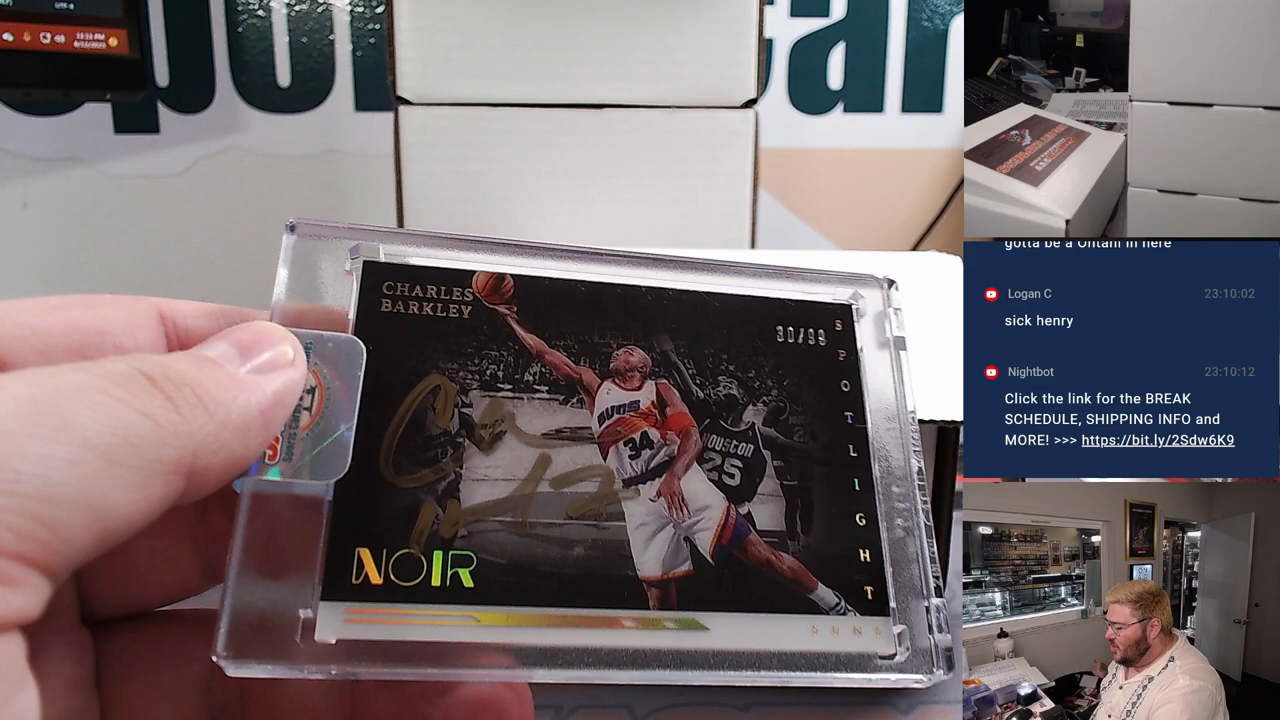 CHARLES
BARKLEY
30/99
SPOTLIGHT
SUNS
34
HOUSTON
25
NOIR
SUNS
gotta be a Ohtani in here
Logan C 23:10:02
sick henry
Nightbot 23:10:12
Click the link for the BREAK
SCHEDULE, SHIPPING INFO and
MORE! >>> https://bit.ly/2Sdw6K9